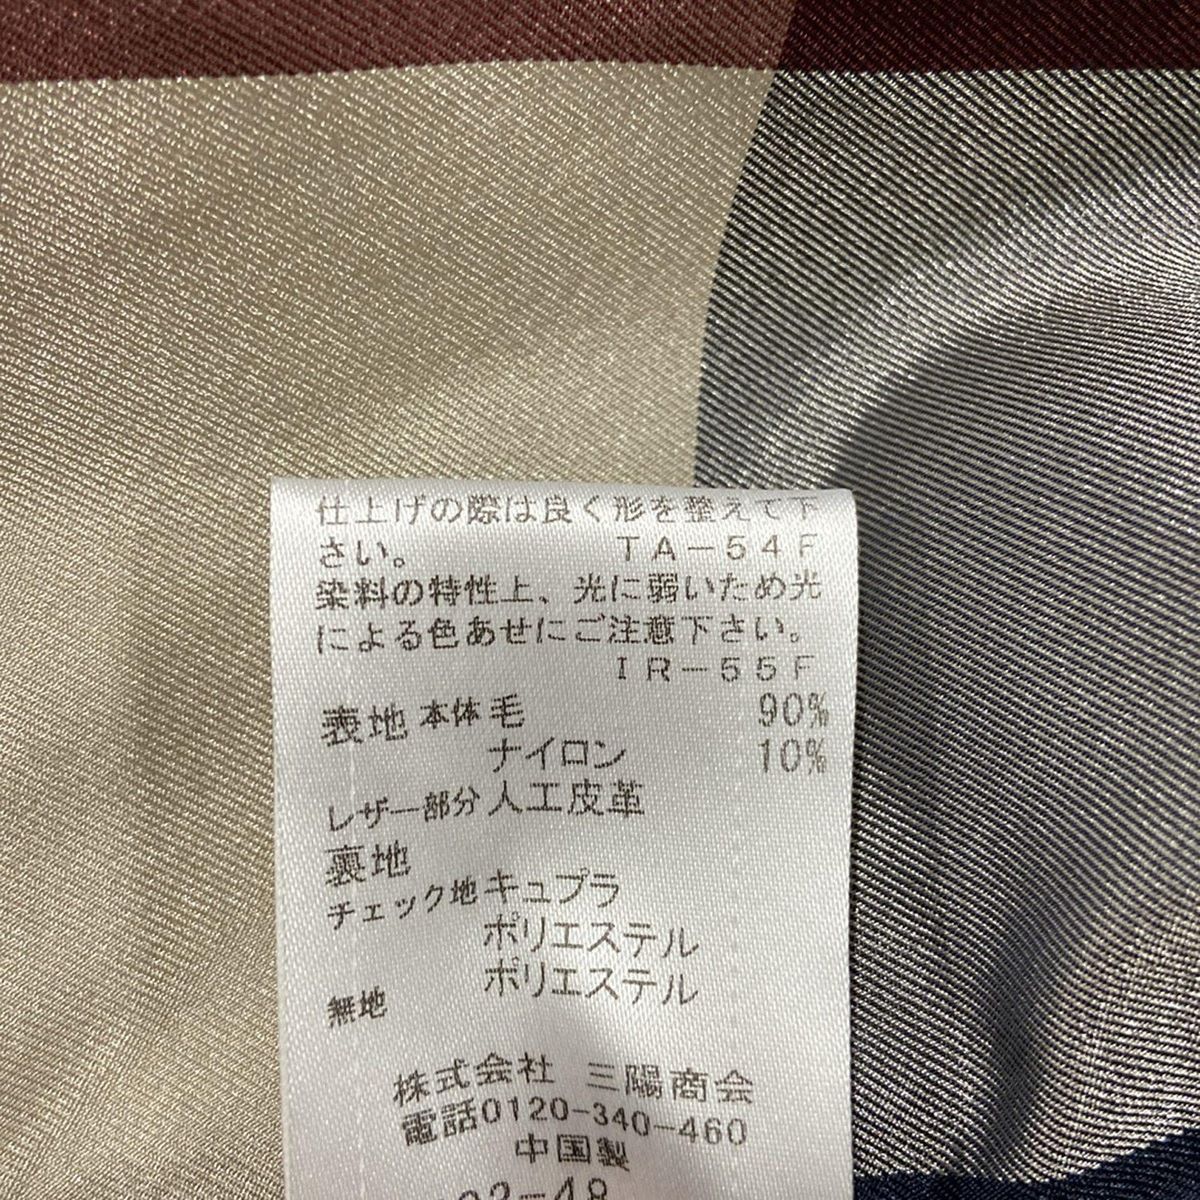 仕上げの際は良く形を整えて下
さい。 TA-54F
染料の特性上、光に弱いため光
による色あせにご注意下さい。
IR-55F
表地 本体 毛 90%
ナイロン 10%
レザー部分 人工皮革
裏地
チェック地 キュプラ
ポリエステル
無地 ポリエステル
株式会社 三陽商会
電話0120-340-460
中国製
02-48